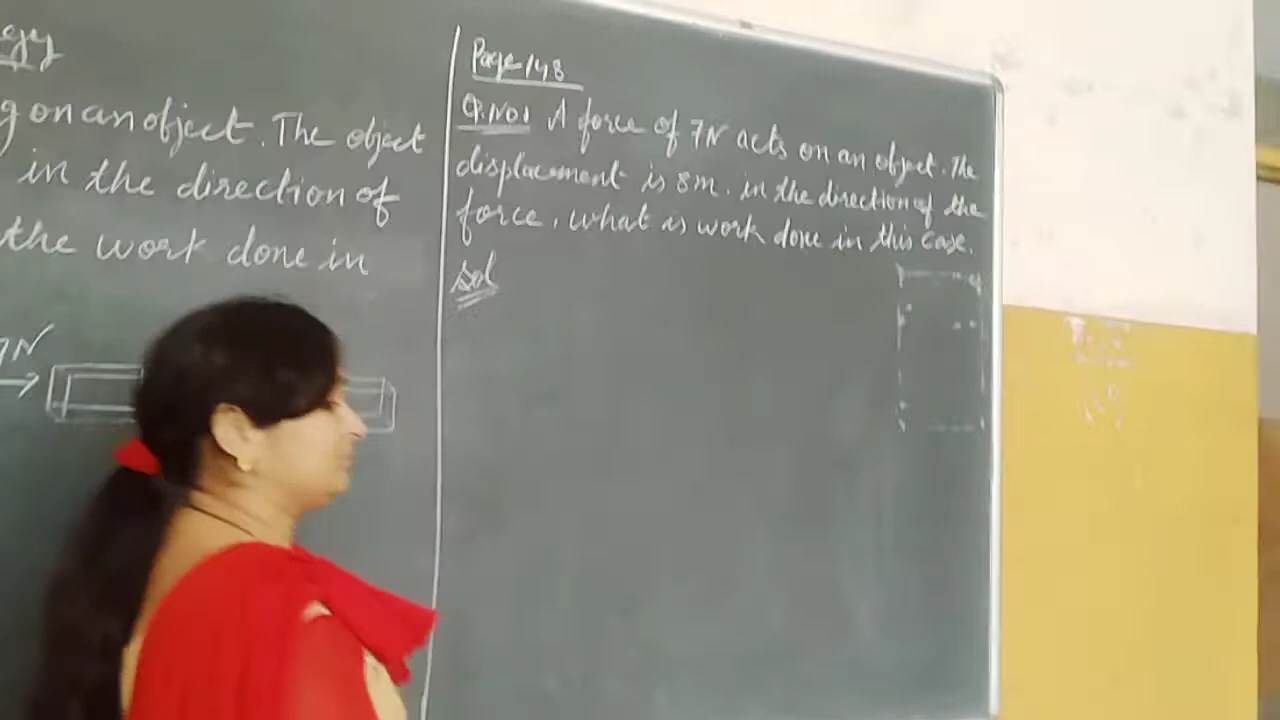 g on an object. The object
in the direction of
the work done in
7N
Page 148
Q.NO1 A force of 7N acts on an object. The
displacement is 8m. in the direction of the
force, what is work done in this case.
sol